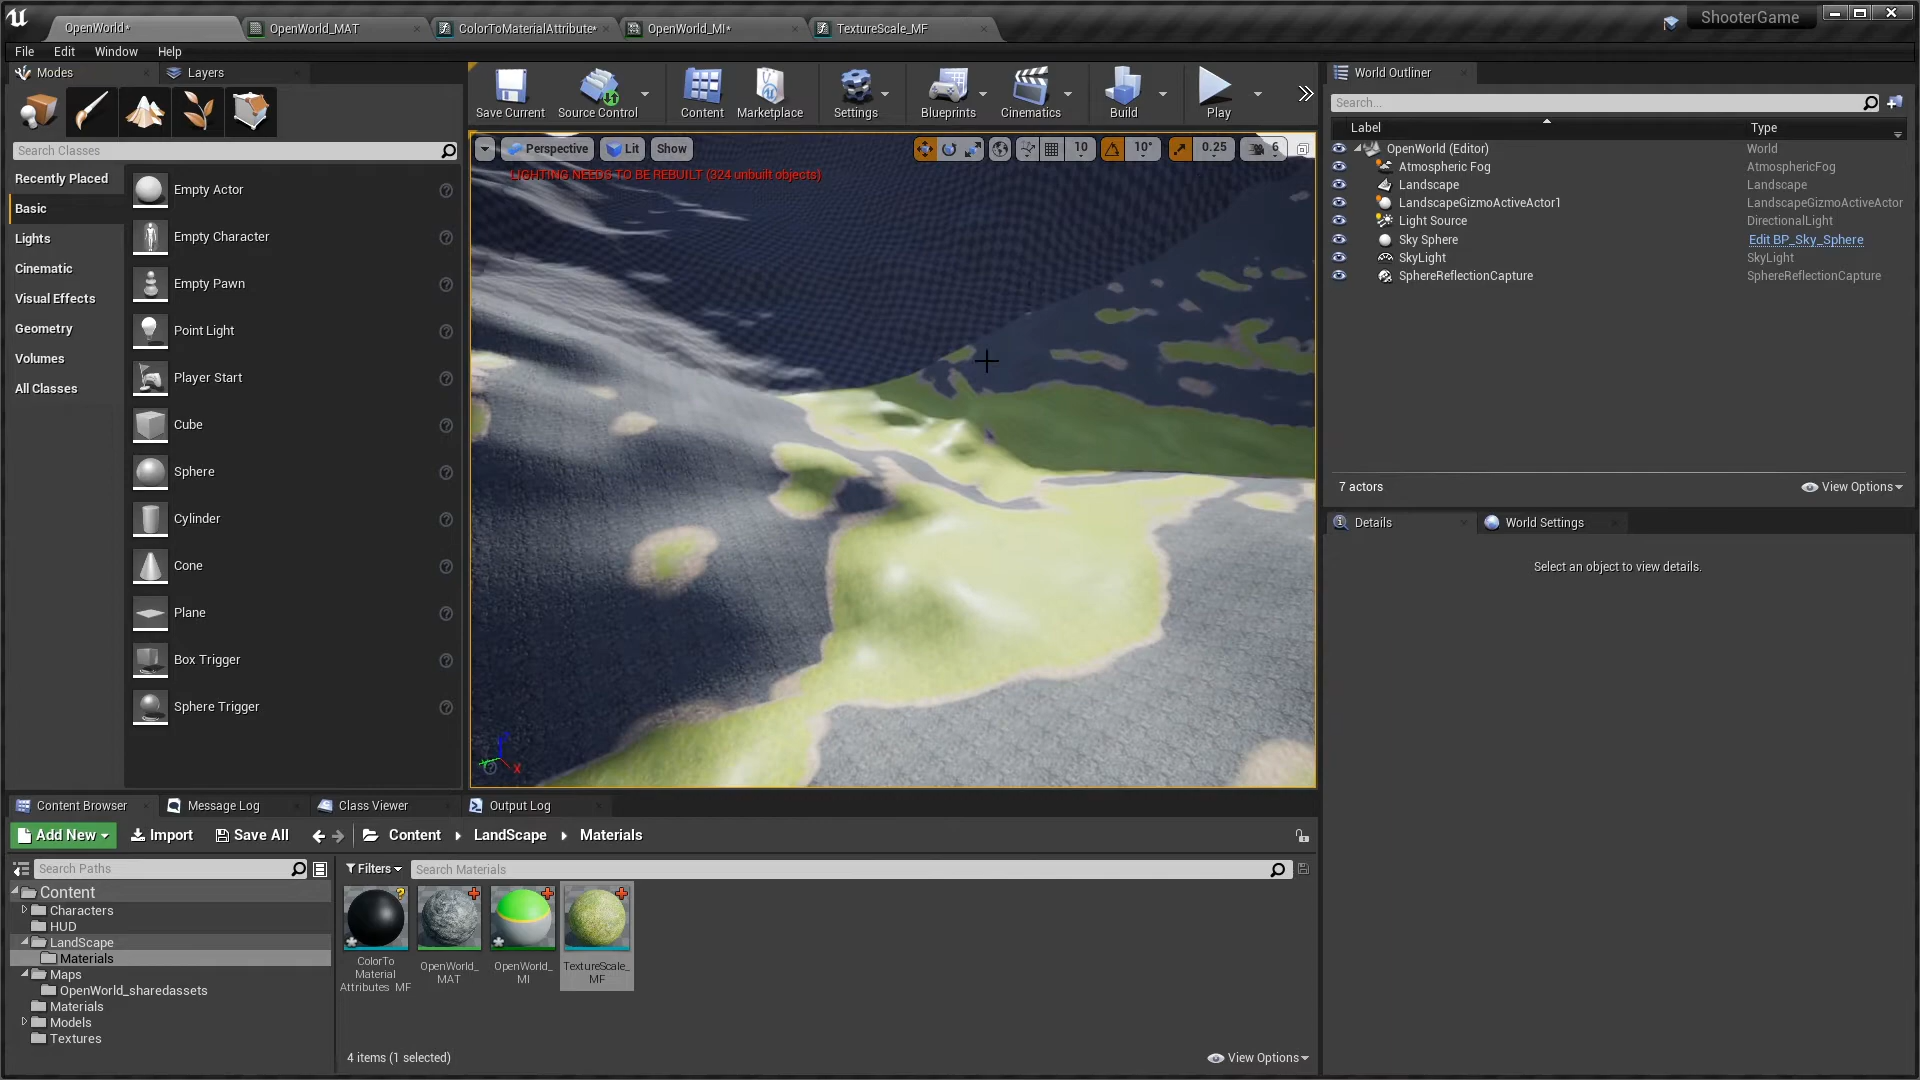 OpenWorld*
OpenWorld_MAT
ColorToMaterialAttribute*
OpenWorld_MI*
TextureScale_MF
ShooterGame
File Edit Window Help
Modes
Layers
Search Classes
Recently Placed
Basic
Lights
Cinematic
Visual Effects
Geometry
Volumes
All Classes
Empty Actor
Empty Character
Empty Pawn
Point Light
Player Start
Cube
Sphere
Cylinder
Cone
Plane
Box Trigger
Sphere Trigger
Save Current
Source Control
Content
Marketplace
Settings
Blueprints
Cinematics
Build
Play
Perspective
Lit
Show
10
10°
0.25
6
LIGHTING NEEDS TO BE REBUILT (324 unbuilt objects)
X
World Outliner
Search...
Label Type
OpenWorld (Editor) World
Atmospheric Fog AtmosphericFog
Landscape Landscape
LandscapeGizmoActiveActor1 LandscapeGizmoActiveActor
Light Source DirectionalLight
Sky Sphere Edit BP_Sky_Sphere
SkyLight SkyLight
SphereReflectionCapture SphereReflectionCapture
7 actors
View Options
Details
World Settings
Select an object to view details.
Content Browser
Message Log
Class Viewer
Output Log
Add New
Import
Save All
Content
LandScape
Materials
Search Paths
Filters
Search Materials
Content
Characters
HUD
LandScape
Materials
Maps
OpenWorld_sharedassets
Materials
Models
Textures
ColorTo
Material
Attributes_MF
OpenWorld_
MAT
OpenWorld_
MI
TextureScale_
MF
4 items (1 selected)
View Options